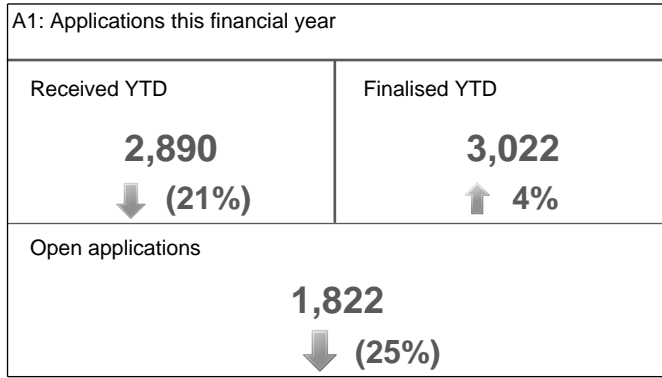 A1: Applications this financial year
Received YTD
2,890
(21%)
Finalised YTD
3,022
4%
Open applications
1,822
(25%)